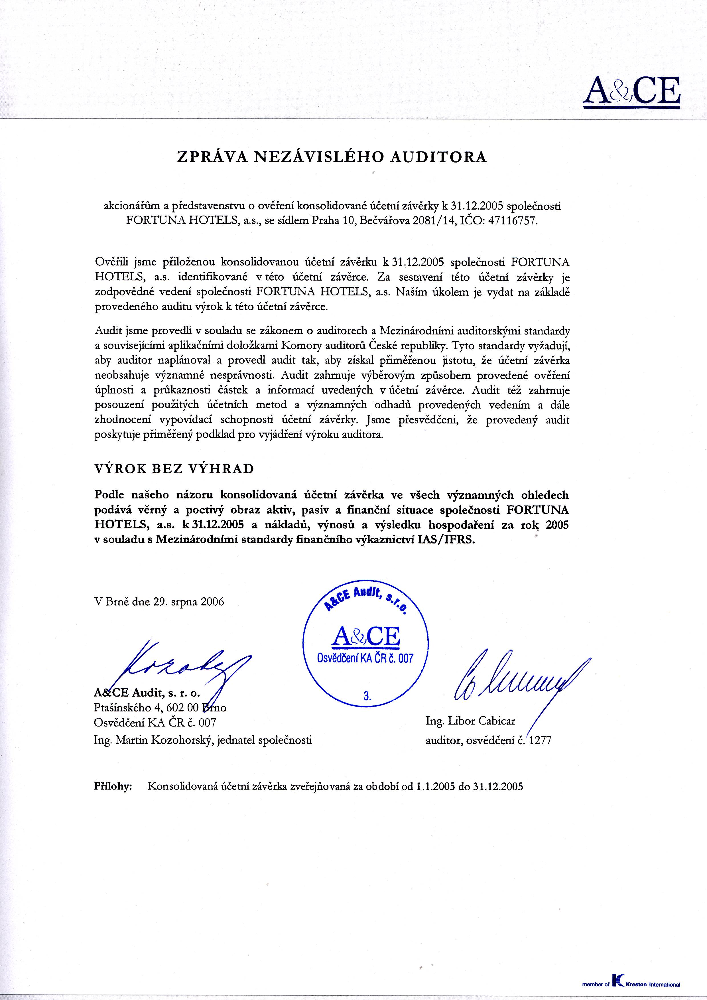 A&CE
ZPRÁVA NEZÁVISLÉHO AUDITORA
akcionářům a představenstvu o ověření konsolidované účetní závěrky k 31.12.2005 společnosti
FORTUNA HOTELS, a.s., se sídlem Praha 10, Bečvářova 2081/14, IČO: 47116757.
Ověřili jsme přiloženou konsolidovanou účetní závěrku k 31.12.2005 společnosti FORTUNA
HOTELS, a.s. identifikované v této účetní závěrce. Za sestavení této účetní závěrky je
zodpovědné vedení společnosti FORTUNA HOTELS, a.s. Naším úkolem je vydat na základě
provedeného auditu výrok k této účetní závěrce.
Audit jsme provedli v souladu se zákonem o auditorech a Mezinárodními auditorskými standardy
a souvisejícími aplikačními doložkami Komory auditorů České republiky. Tyto standardy vyžadují,
aby auditor naplánoval a provedl audit tak, aby získal přiměřenou jistotu, že účetní závěrka
neobsahuje významné nesprávnosti. Audit zahrnuje výběrovým způsobem provedené ověření
úplnosti a průkaznosti částek a informací uvedených v účetní závěrce. Audit též zahrnuje
posouzení použitých účetních metod a významných odhadů provedených vedením a dále
zhodnocení vypovídací schopnosti účetní závěrky. Jsme přesvědčeni, že provedený audit
poskytuje přiměřený podklad pro vyjádření výroku auditora.
VÝROK BEZ VÝHRAD
Podle našeho názoru konsolidovaná účetní závěrka ve všech významných ohledech
podává věrný a poctivý obraz aktiv, pasiv a finanční situace společnosti FORTUNA
HOTELS, a.s. k 31.12.2005 a nákladů, výnosů a výsledku hospodaření za rok 2005
v souladu s Mezinárodními standardy finančního výkaznictví IAS/IFRS.
V Brně dne 29. srpna 2006
A&CE Audit, s.r.o.
A&CE
Osvědčení KA ČR č. 007
3.
A&CE Audit, s. r. o.
Ptašínského 4, 602 00 Brno
Osvědčení KA ČR č. 007
Ing. Martin Kozohorský, jednatel společnosti
Ing. Libor Cabicar
auditor, osvědčení č. 1277
Přílohy: Konsolidovaná účetní závěrka zveřejňovaná za období od 1.1.2005 do 31.12.2005
member of K Kreston International